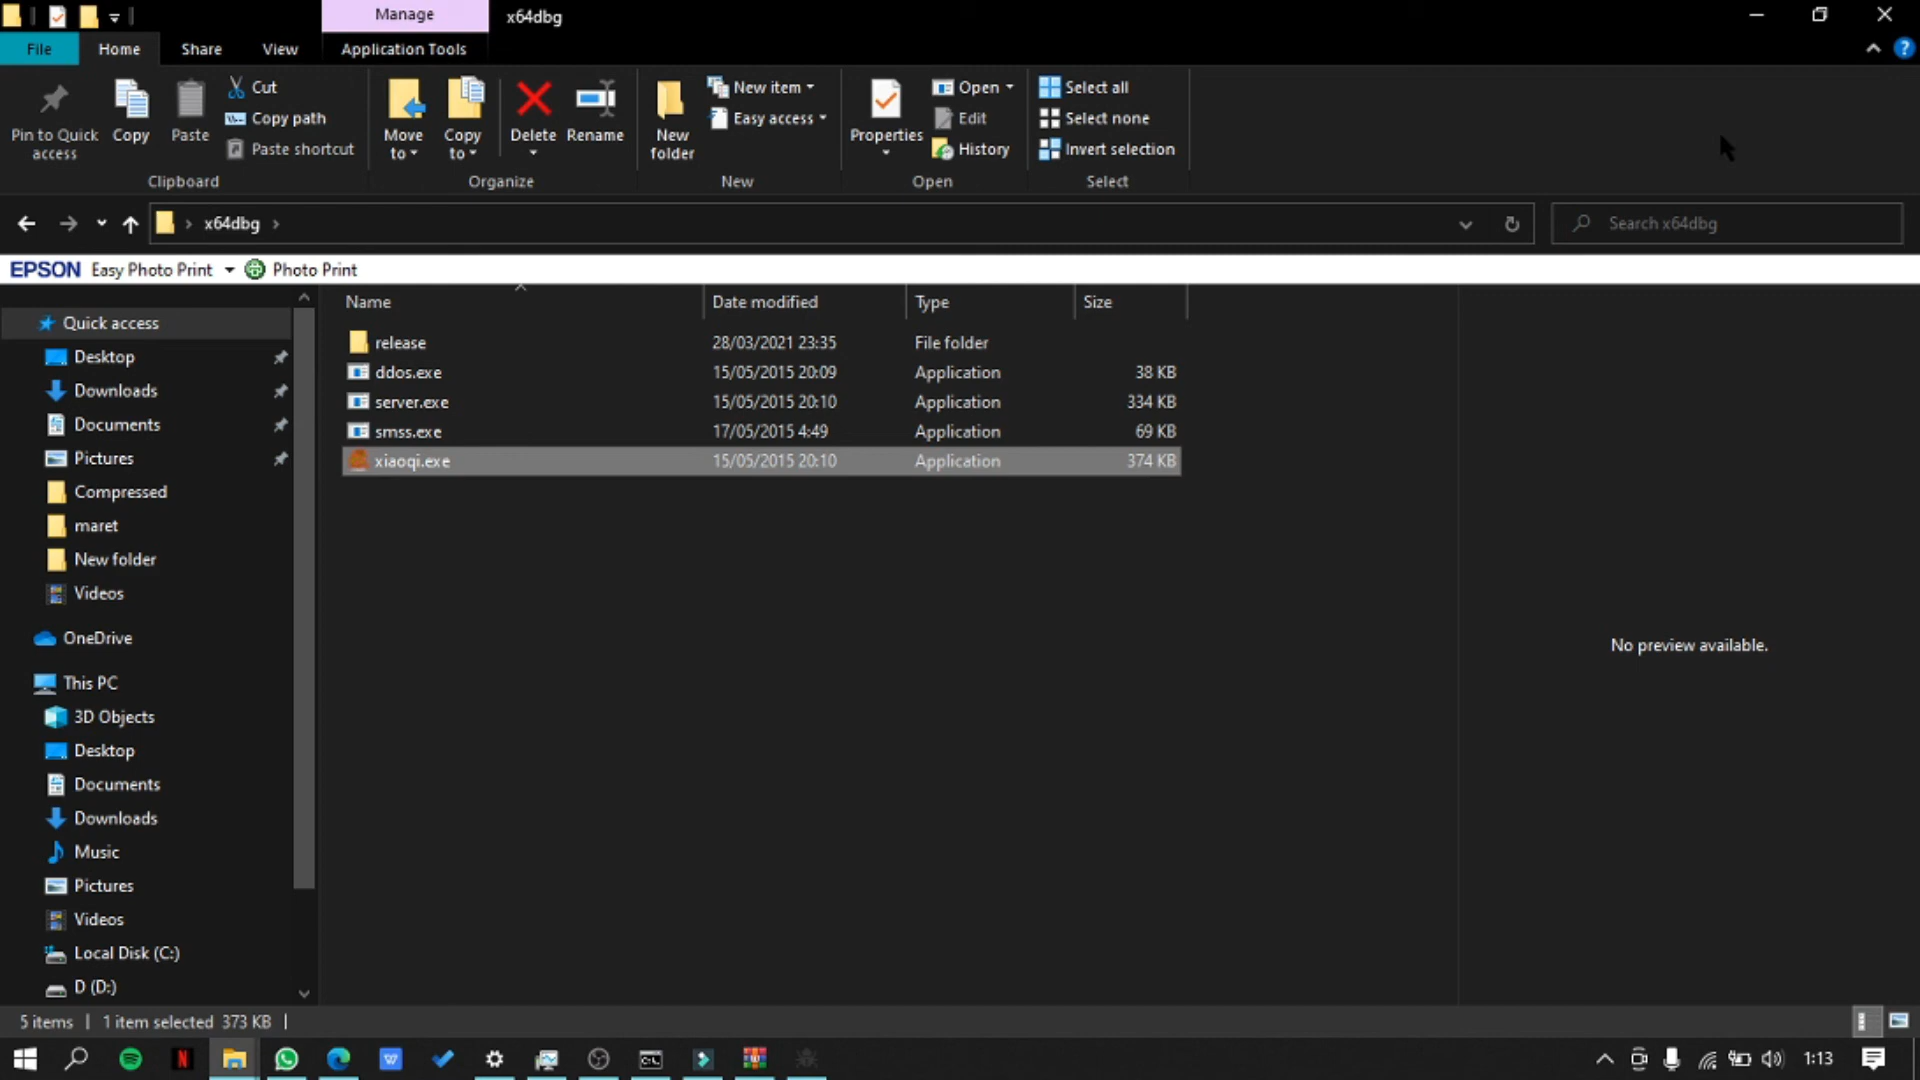 Manage
x64dbg
File
Home
Share
View
Application Tools
Pin to Quick access
Copy
Paste
Cut
Copy path
Paste shortcut
Clipboard
Move to
Copy to
Delete
Rename
Organize
New folder
New item
Easy access
New
Properties
Open
Edit
History
Open
Select all
Select none
Invert selection
Select
x64dbg
Search x64dbg
EPSON Easy Photo Print Photo Print
Name Date modified Type Size
release 28/03/2021 23:35 File folder
ddos.exe 15/05/2015 20:09 Application 38 KB
server.exe 15/05/2015 20:10 Application 334 KB
smss.exe 17/05/2015 4:49 Application 69 KB
xiaoqi.exe 15/05/2015 20:10 Application 374 KB
Quick access
Desktop
Downloads
Documents
Pictures
Compressed
maret
New folder
Videos
OneDrive
This PC
3D Objects
Desktop
Documents
Downloads
Music
Pictures
Videos
Local Disk (C:)
D (D:)
No preview available.
5 items 1 item selected 373 KB
1:13